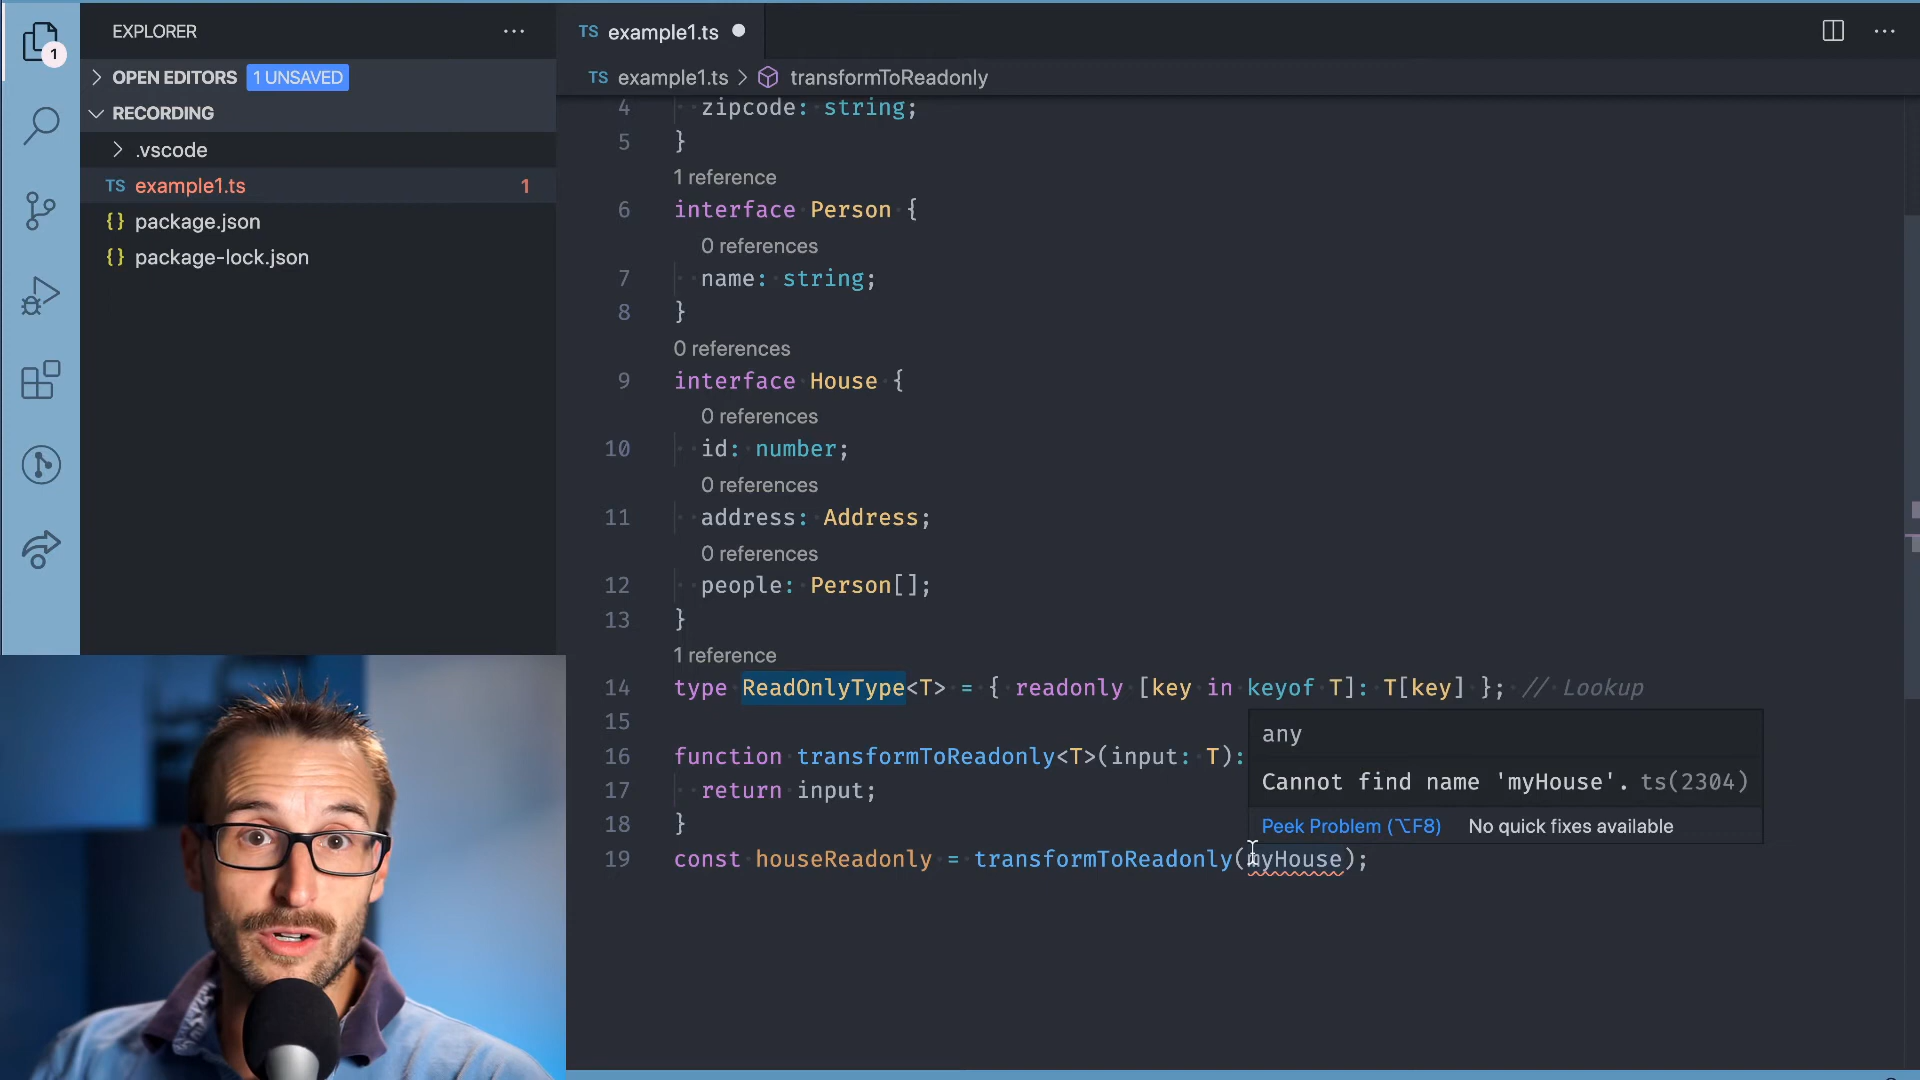 EXPLORER
1
OPEN EDITORS 1 UNSAVED
RECORDING
.vscode
TS example1.ts 1
{} package.json
{} package-lock.json
TS example1.ts
TS example1.ts > transformToReadonly
4 zipcode: string;
5 }
1 reference
6 interface Person {
0 references
7 name: string;
8 }
0 references
9 interface House {
0 references
10 id: number;
0 references
11 address: Address;
0 references
12 people: Person[];
13 }
1 reference
14 type ReadOnlyType<T> = { readonly [key in keyof T]: T[key] }; // Lookup
15
16 function transformToReadonly<T>(input: T):
17 return input;
18 }
19 const houseReadonly = transformToReadonly(myHouse);
any
Cannot find name 'myHouse'. ts(2304)
Peek Problem (⌥F8) No quick fixes available